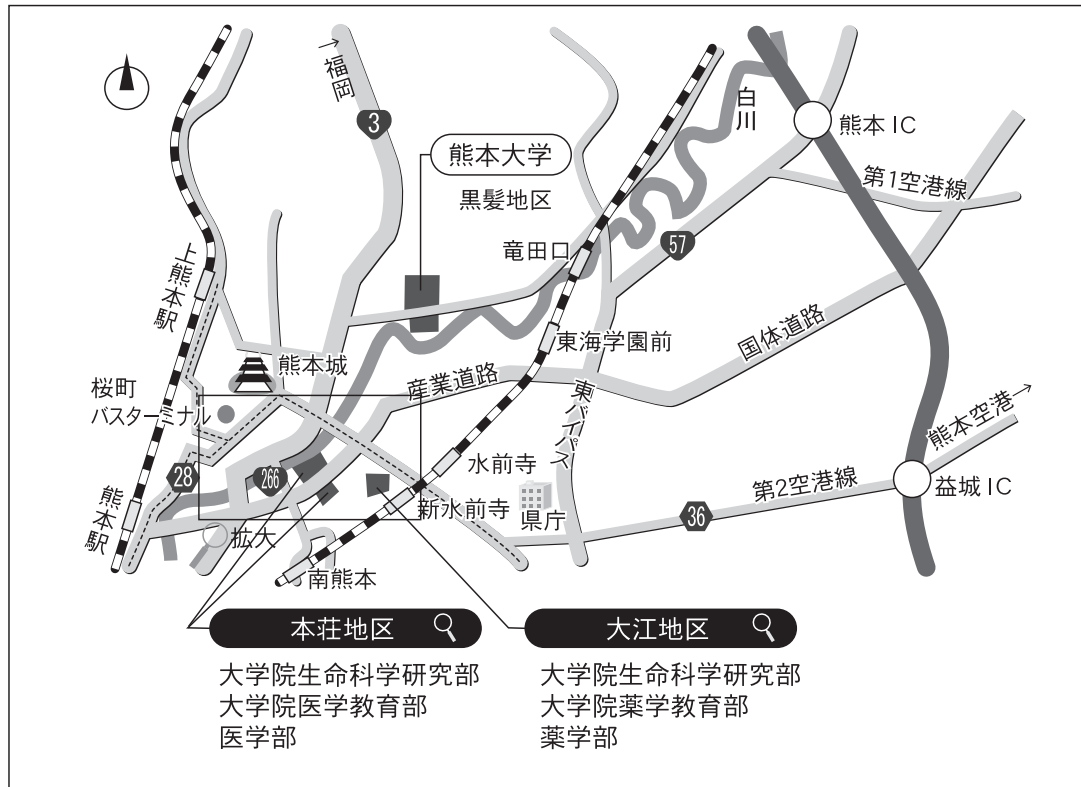 →福岡
3
白川
熊本IC
熊本大学
黒髪地区
第1空港線
竜田口
57
上熊本駅
国体道路
東海学園前
熊本城
産業道路
桜町
バスターミナル
東バイパス
熊本空港→
水前寺
28
266
第2空港線
益城IC
新水前寺
県庁
36
熊本駅
拡大
南熊本
本荘地区
大学院生命科学研究部
大学院医学教育部
医学部
大江地区
大学院生命科学研究部
大学院薬学教育部
薬学部